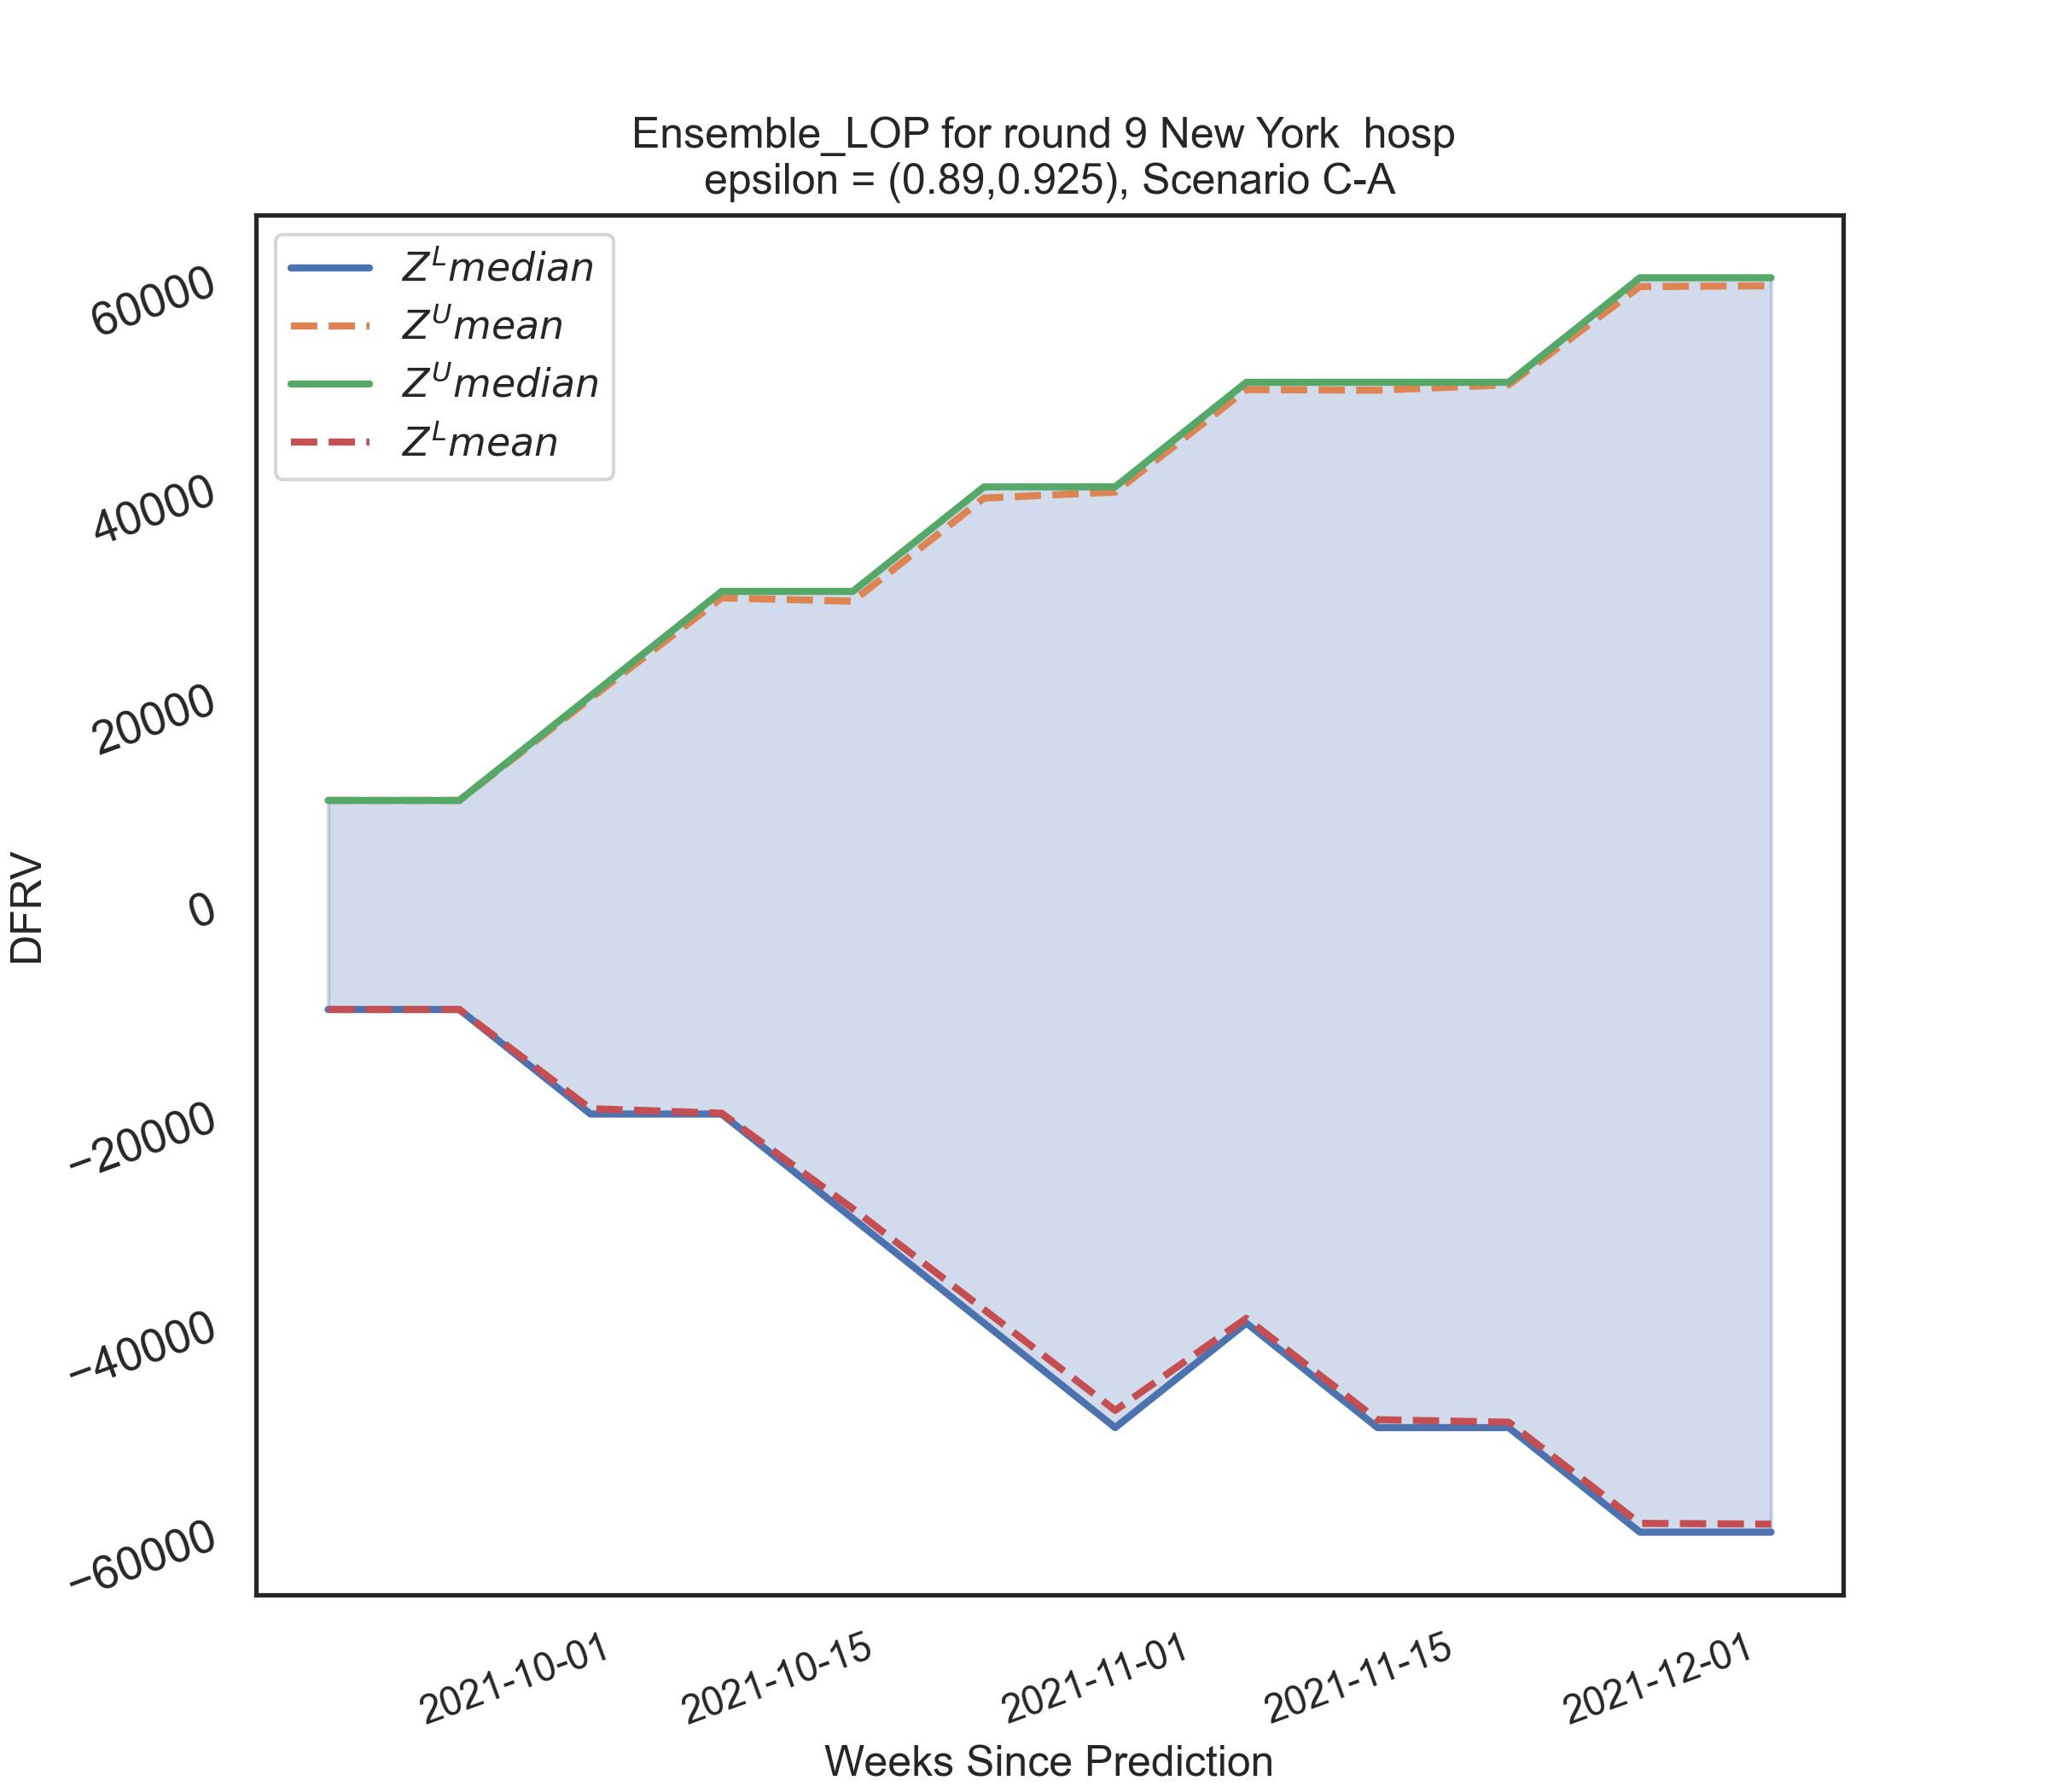 Ensemble_LOP for round 9 New York  hosp
epsilon = (0.89,0.925), Scenario C-A
Z^L median
Z^U mean
Z^U median
Z^L mean
60000
40000
20000
0
−20000
−40000
−60000
DFRV
2021-10-01
2021-10-15
2021-11-01
2021-11-15
2021-12-01
Weeks Since Prediction